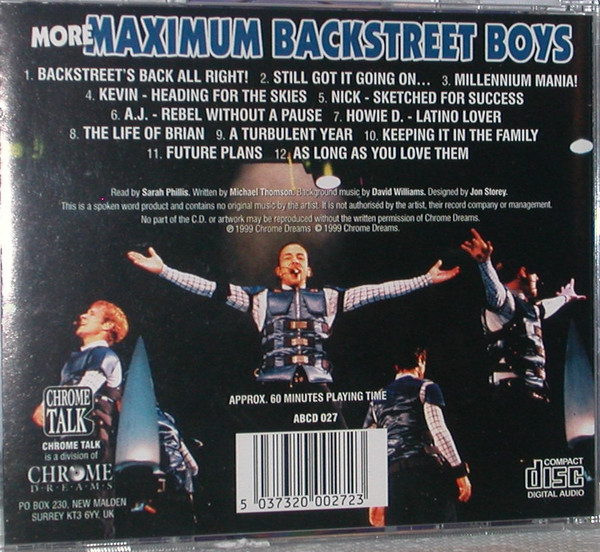 MORE MAXIMUM BACKSTREET BOYS
1. BACKSTREET'S BACK ALL RIGHT! 2. STILL GOT IT GOING ON... 3. MILLENNIUM MANIA!
4. KEVIN - HEADING FOR THE SKIES 5. NICK - SKETCHED FOR SUCCESS
6. A.J. - REBEL WITHOUT A PAUSE 7. HOWIE D. - LATINO LOVER
8. THE LIFE OF BRIAN 9. A TURBULENT YEAR 10. KEEPING IT IN THE FAMILY
11. FUTURE PLANS 12. AS LONG AS YOU LOVE THEM
Read by Sarah Phillis. Written by Michael Thomson. Background music by David Williams. Designed by Jon Storey.
This is a spoken word product and contains no original music by the artist. It is not authorised by the artist, their record company or management.
No part of the C.D. or artwork may be reproduced without the written permission of Chrome Dreams.
℗ 1999 Chrome Dreams © 1999 Chrome Dreams.
APPROX. 60 MINUTES PLAYING TIME
ABCD 027
CHROME
TALK
CHROME TALK
is a division of
CHROME
DREAMS
PO BOX 230, NEW MALDEN
SURREY KT3 6YY, UK
5 037320 002723
COMPACT
disc
DIGITAL AUDIO